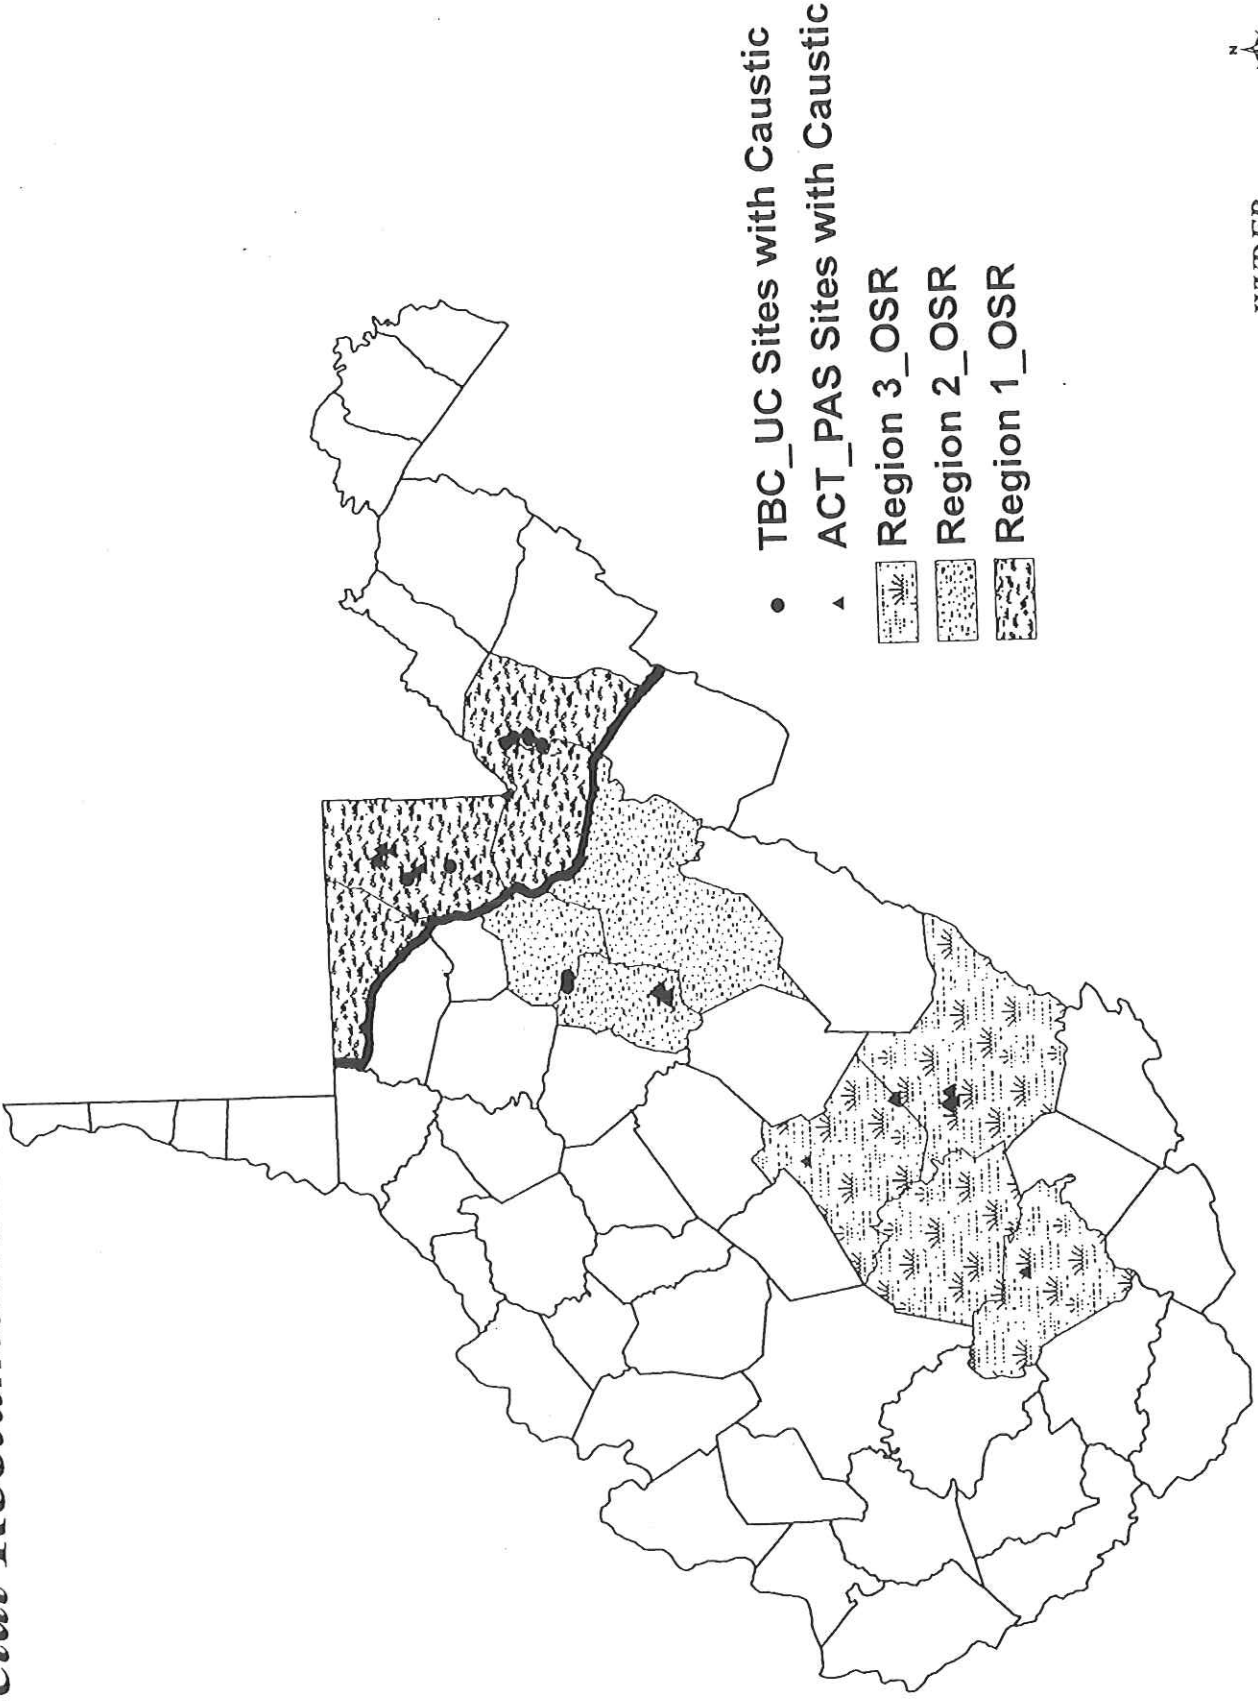 TBC_UC Sites with Caustic
ACT_PAS Sites with Caustic
Region 3_OSR
Region 2_OSR
Region 1_OSR
N